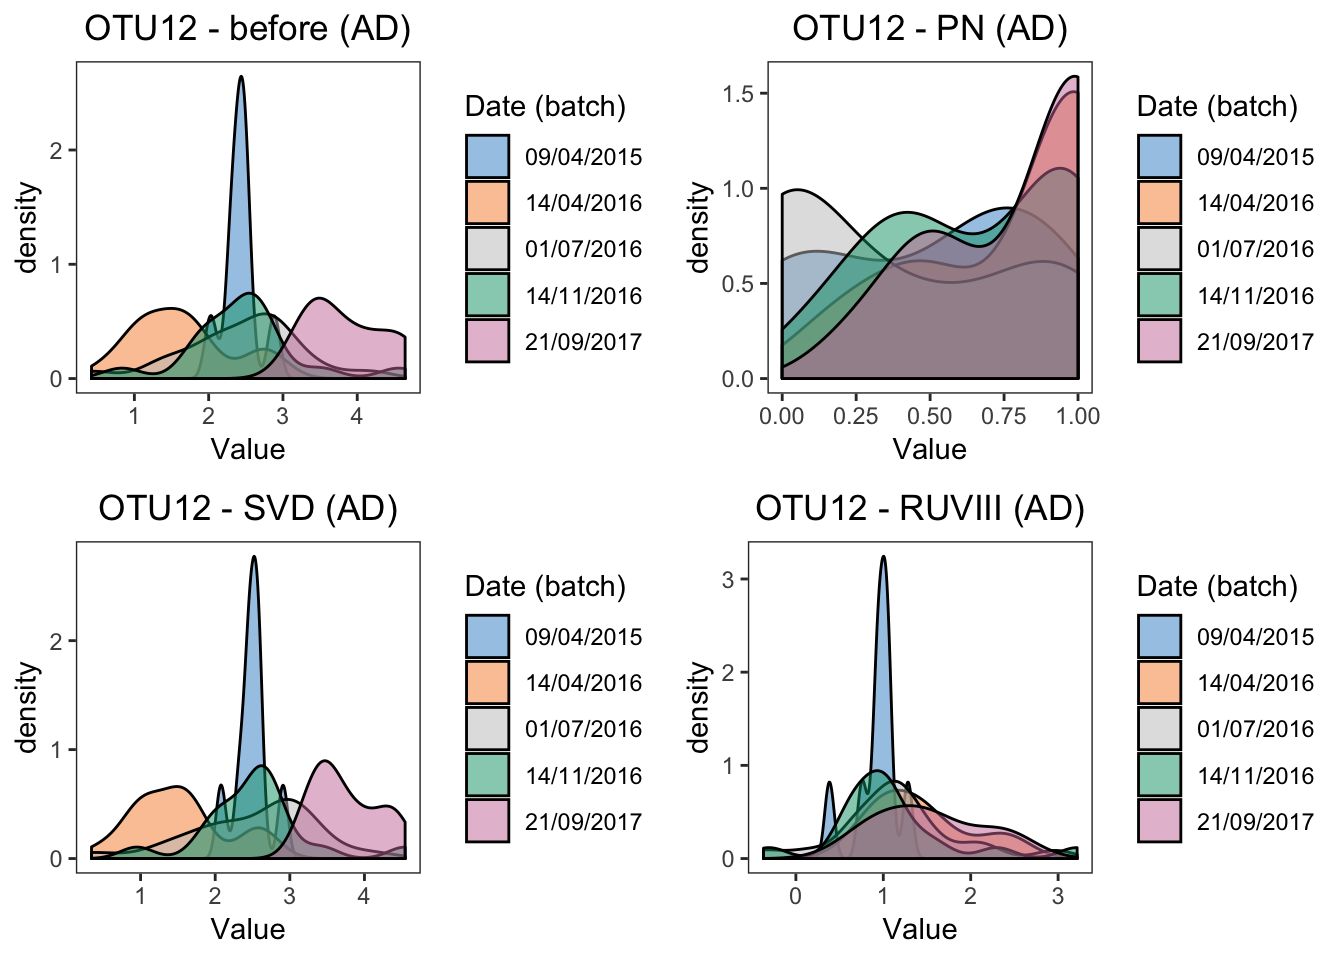 OTU12 - before (AD)
density
2
1
0
1 2 3 4
Value
Date (batch)
09/04/2015
14/04/2016
01/07/2016
14/11/2016
21/09/2017
OTU12 - PN (AD)
density
1.5
1.0
0.5
0.0
0.00 0.25 0.50 0.75 1.00
Value
Date (batch)
09/04/2015
14/04/2016
01/07/2016
14/11/2016
21/09/2017
OTU12 - SVD (AD)
density
2
1
0
1 2 3 4
Value
Date (batch)
09/04/2015
14/04/2016
01/07/2016
14/11/2016
21/09/2017
OTU12 - RUVIII (AD)
density
3
2
1
0
0 1 2 3
Value
Date (batch)
09/04/2015
14/04/2016
01/07/2016
14/11/2016
21/09/2017